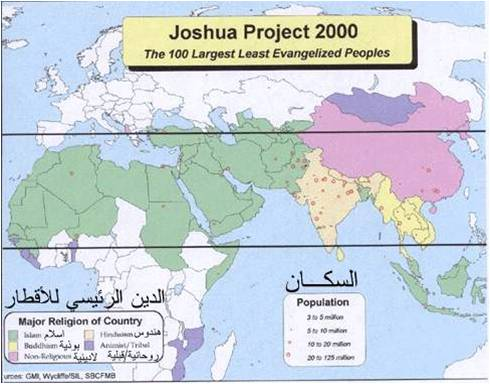 Joshua Project 2000
The 100 Largest Least Evangelized Peoples
السكان
الدين الرئيسي للأقطار
Population
3 to 5 million
5 to 10 million
10 to 20 million
20 to 125 million
Major Religion of Country
Islam اسلام
Hinduism هندوس
Buddhism بوذية
Animist/Tribal
Non-Religious لادينية
روحانية/قبلية
urces: GMI, Wycliffe/SIL, SBCFMB